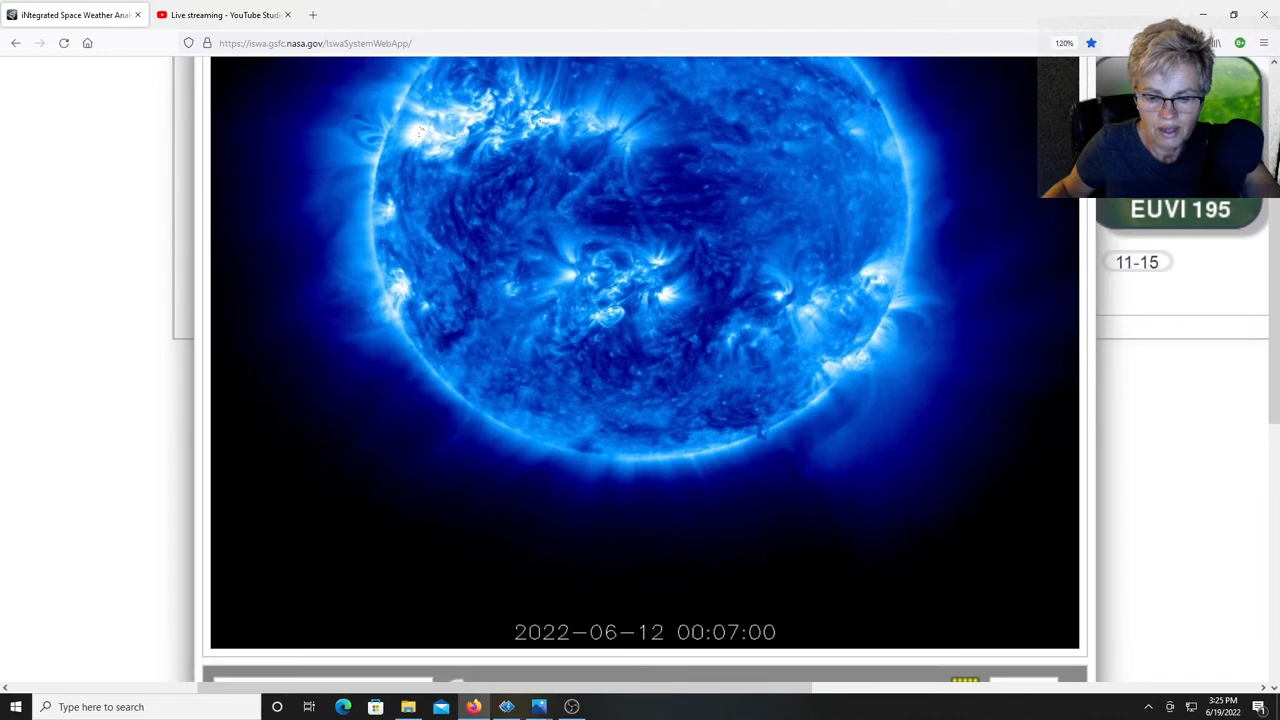 iNtegrated Space Weather Anal
Live streaming - YouTube Studi
https://iswa.gsfc.nasa.gov/IswaSystemWebApp/
120%
EUVI 195
11-15
2022-06-12 00:07:00
Type here to search
3:25 PM
6/19/2022